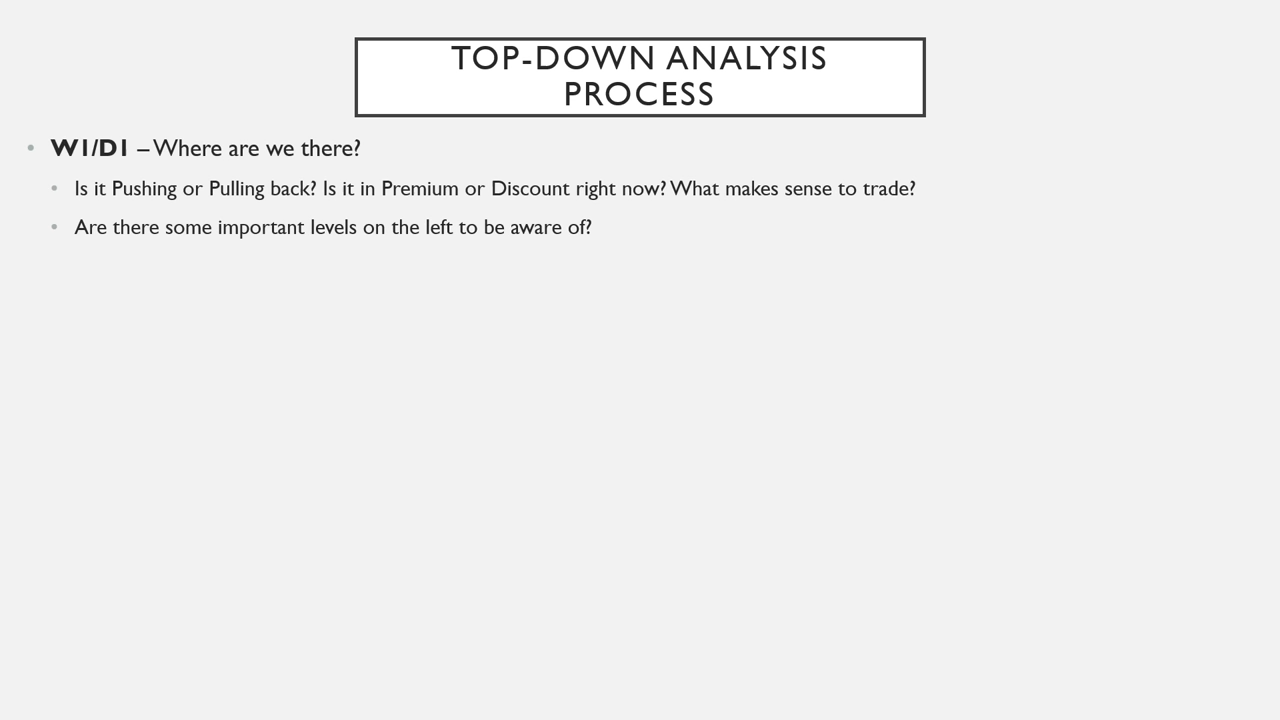 TOP-DOWN ANALYSIS
PROCESS
• W1/D1 – Where are we there?
• Is it Pushing or Pulling back? Is it in Premium or Discount right now? What makes sense to trade?
• Are there some important levels on the left to be aware of?